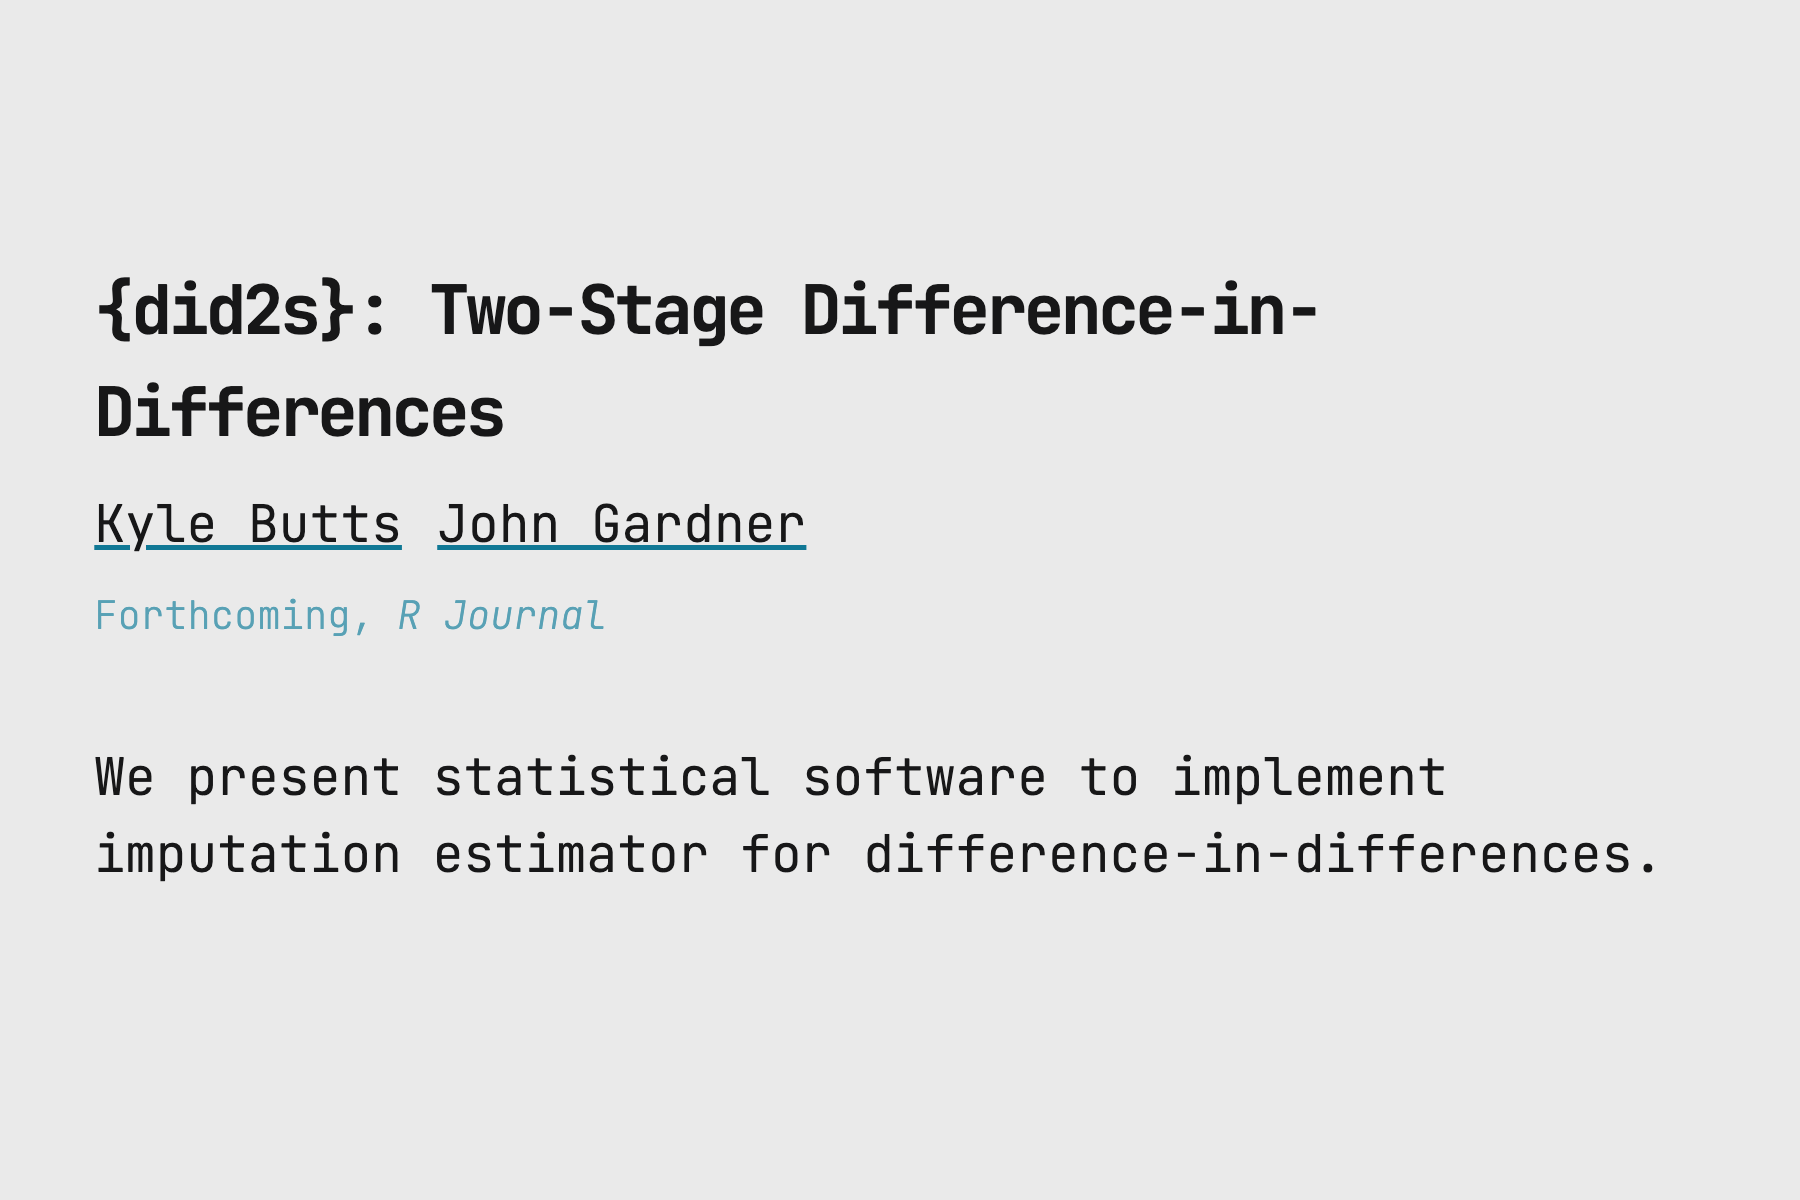 {did2s}: Two-Stage Difference-in-
Differences
Kyle Butts John Gardner
Forthcoming, R Journal
We present statistical software to implement
imputation estimator for difference-in-differences.